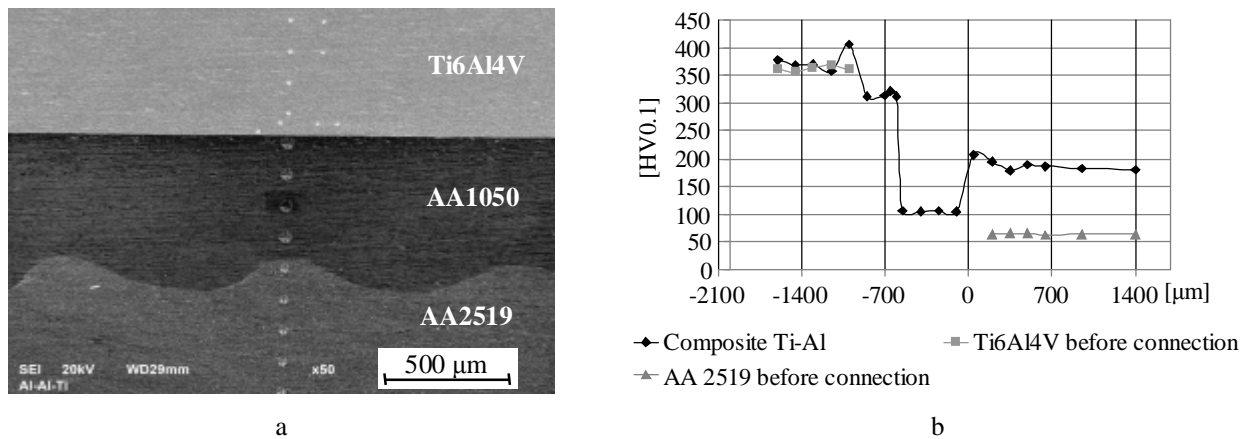 Ti6Al4V
AA1050
AA2519
SEI 20kV WD29mm x50
Al-Al-Ti
500 μm
a
[HV0.1]
450
400
350
300
250
200
150
100
50
0
-2100 -1400 -700 0 700 1400 [μm]
Composite Ti-Al
Ti6Al4V before connection
AA 2519 before connection
b